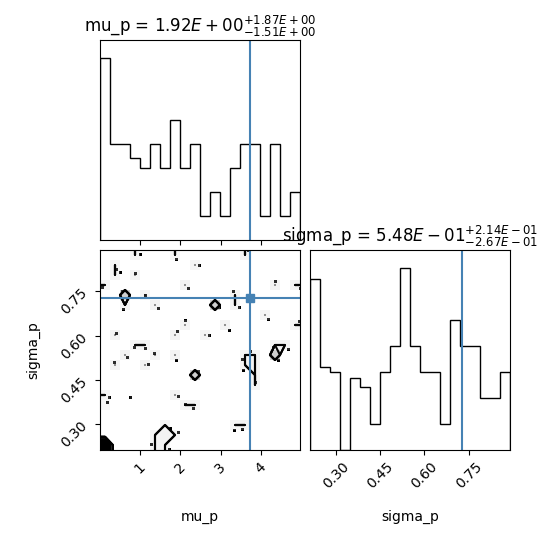 mu_p = 1.92E + 00+1.87E+00−1.51E+00
sigma_p = 5.48E − 01+2.14E−01−2.67E−01
0.75
0.60
0.45
0.30
sigma_p
1 2 3 4
0.30 0.45 0.60 0.75
mu_p
sigma_p